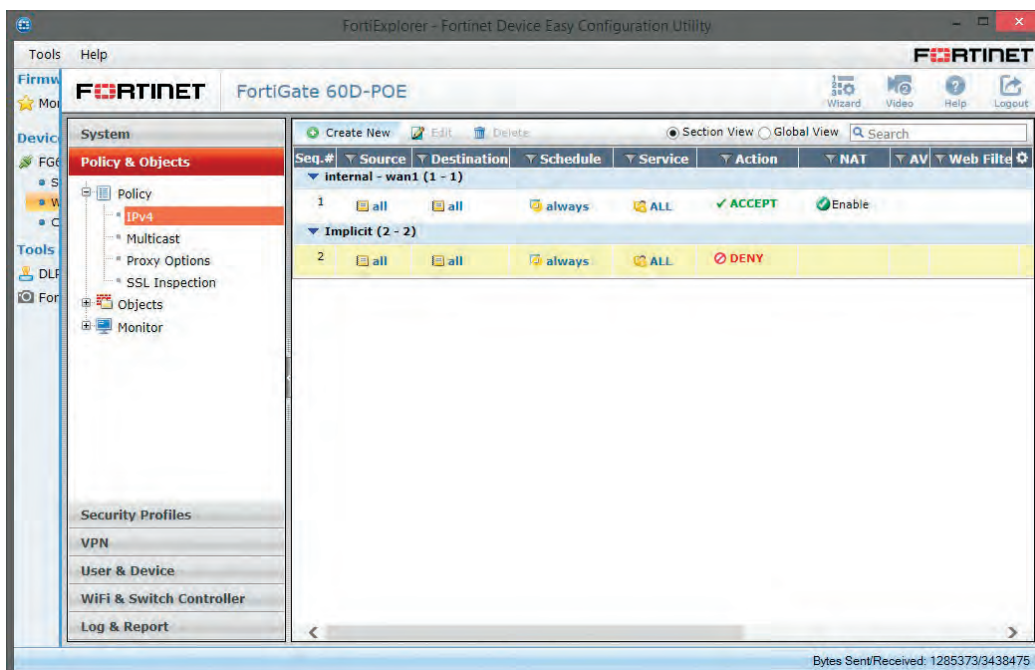 FortiExplorer - Fortinet Device Easy Configuration Utility
Tools Help
FORTINET
Firmw
FORTINET FortiGate 60D-POE
Wizard Video Help Logout
Mo
Devic
FG6
S
W
C
Tools
DLF
For
System
Policy & Objects
Policy
IPv4
Multicast
Proxy Options
SSL Inspection
Objects
Monitor
Security Profiles
VPN
User & Device
WiFi & Switch Controller
Log & Report
Create New Edit Delete Section View Global View Search
Seq.# Source Destination Schedule Service Action NAT AV Web Filte
internal - wan1 (1 - 1)
1 all all always ALL ACCEPT Enable
Implicit (2 - 2)
2 all all always ALL DENY
Bytes Sent/Received: 1285373/3438475